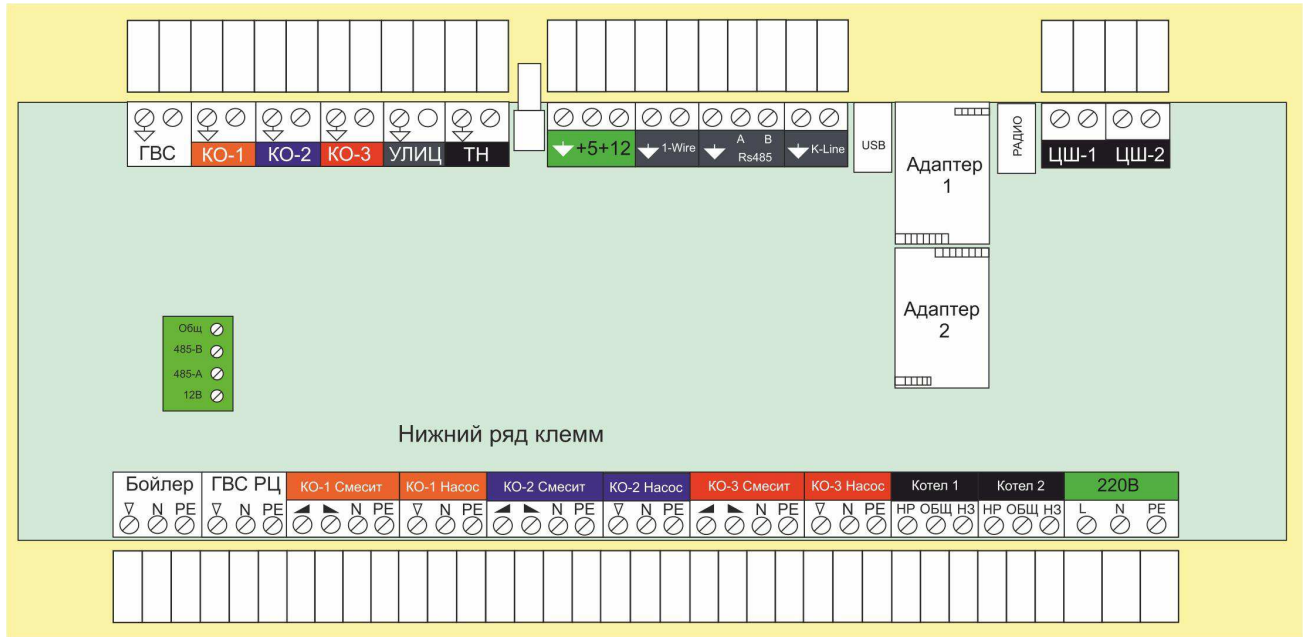 ГВС КО-1 КО-2 КО-3 УЛИЦ ТН
+5+12 1-Wire A B Rs485 K-Line
USB
Адаптер
1
РАДИО
ЦШ-1 ЦШ-2
Адаптер
2
Общ
485-B
485-A
12В
Нижний ряд клемм
Бойлер ГВС РЦ КО-1 Смесит КО-1 Насос КО-2 Смесит КО-2 Насос КО-3 Смесит КО-3 Насос Котел 1 Котел 2 220В
N PE N PE N PE N PE N PE N PE N PE N PE НР ОБЩ НЗ НР ОБЩ НЗ L N PE